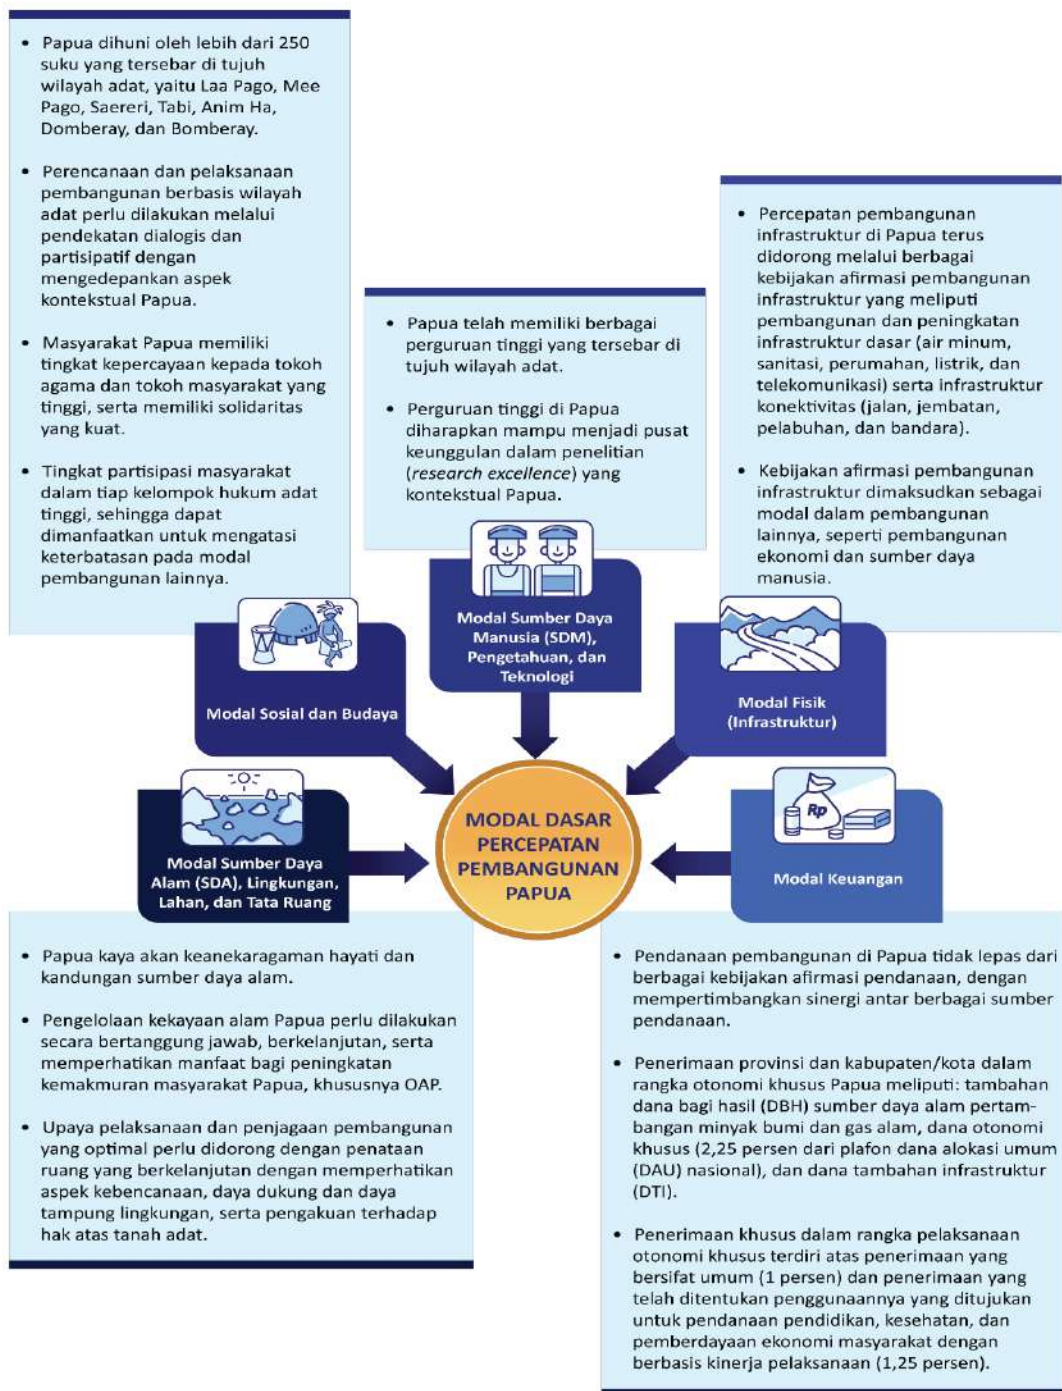 • Papua dihuni oleh lebih dari 250
suku yang tersebar di tujuh
wilayah adat, yaitu Laa Pago, Mee
Pago, Saereri, Tabi, Anim Ha,
Domberay, dan Bomberay.
• Perencanaan dan pelaksanaan
pembangunan berbasis wilayah
adat perlu dilakukan melalui
pendekatan dialogis dan
partisipatif dengan
mengedepankan aspek
kontekstual Papua.
• Masyarakat Papua memiliki
tingkat kepercayaan kepada tokoh
agama dan tokoh masyarakat yang
tinggi, serta memiliki solidaritas
yang kuat.
• Tingkat partisipasi masyarakat
dalam tiap kelompok hukum adat
tinggi, sehingga dapat
dimanfaatkan untuk mengatasi
keterbatasan pada modal
pembangunan lainnya.
Modal Sosial dan Budaya
• Papua telah memiliki berbagai
perguruan tinggi yang tersebar di
tujuh wilayah adat.
• Perguruan tinggi di Papua
diharapkan mampu menjadi pusat
keunggulan dalam penelitian
(research excellence) yang
kontekstual Papua.
Modal Sumber Daya
Manusia (SDM),
Pengetahuan, dan
Teknologi
• Percepatan pembangunan
infrastruktur di Papua terus
didorong melalui berbagai
kebijakan afirmasi pembangunan
infrastruktur yang meliputi
pembangunan dan peningkatan
infrastruktur dasar (air minum,
sanitasi, perumahan, listrik, dan
telekomunikasi) serta infrastruktur
konektivitas (jalan, jembatan,
pelabuhan, dan bandara).
• Kebijakan afirmasi pembangunan
infrastruktur dimaksudkan sebagai
modal dalam pembangunan
lainnya, seperti pembangunan
ekonomi dan sumber daya
manusia.
Modal Fisik
(Infrastruktur)
MODAL DASAR
PERCEPATAN
PEMBANGUNAN
PAPUA
Modal Sumber Daya
Alam (SDA), Lingkungan,
Lahan, dan Tata Ruang
• Papua kaya akan keanekaragaman hayati dan
kandungan sumber daya alam.
• Pengelolaan kekayaan alam Papua perlu dilakukan
secara bertanggung jawab, berkelanjutan, serta
memperhatikan manfaat bagi peningkatan
kemakmuran masyarakat Papua, khususnya OAP.
• Upaya pelaksanaan dan penjagaan pembangunan
yang optimal perlu didorong dengan penataan
ruang yang berkelanjutan dengan memperhatikan
aspek kebencanaan, daya dukung dan daya
tampung lingkungan, serta pengakuan terhadap
hak atas tanah adat.
Rp
Modal Keuangan
• Pendanaan pembangunan di Papua tidak lepas dari
berbagai kebijakan afirmasi pendanaan, dengan
mempertimbangkan sinergi antar berbagai sumber
pendanaan.
• Penerimaan provinsi dan kabupaten/kota dalam
rangka otonomi khusus Papua meliputi: tambahan
dana bagi hasil (DBH) sumber daya alam pertam-
bangan minyak bumi dan gas alam, dana otonomi
khusus (2,25 persen dari plafon dana alokasi umum
(DAU) nasional), dan dana tambahan infrastruktur
(DTI).
• Penerimaan khusus dalam rangka pelaksanaan
otonomi khusus terdiri atas penerimaan yang
bersifat umum (1 persen) dan penerimaan yang
telah ditentukan penggunaannya yang ditujukan
untuk pendanaan pendidikan, kesehatan, dan
pemberdayaan ekonomi masyarakat dengan
berbasis kinerja pelaksanaan (1,25 persen).